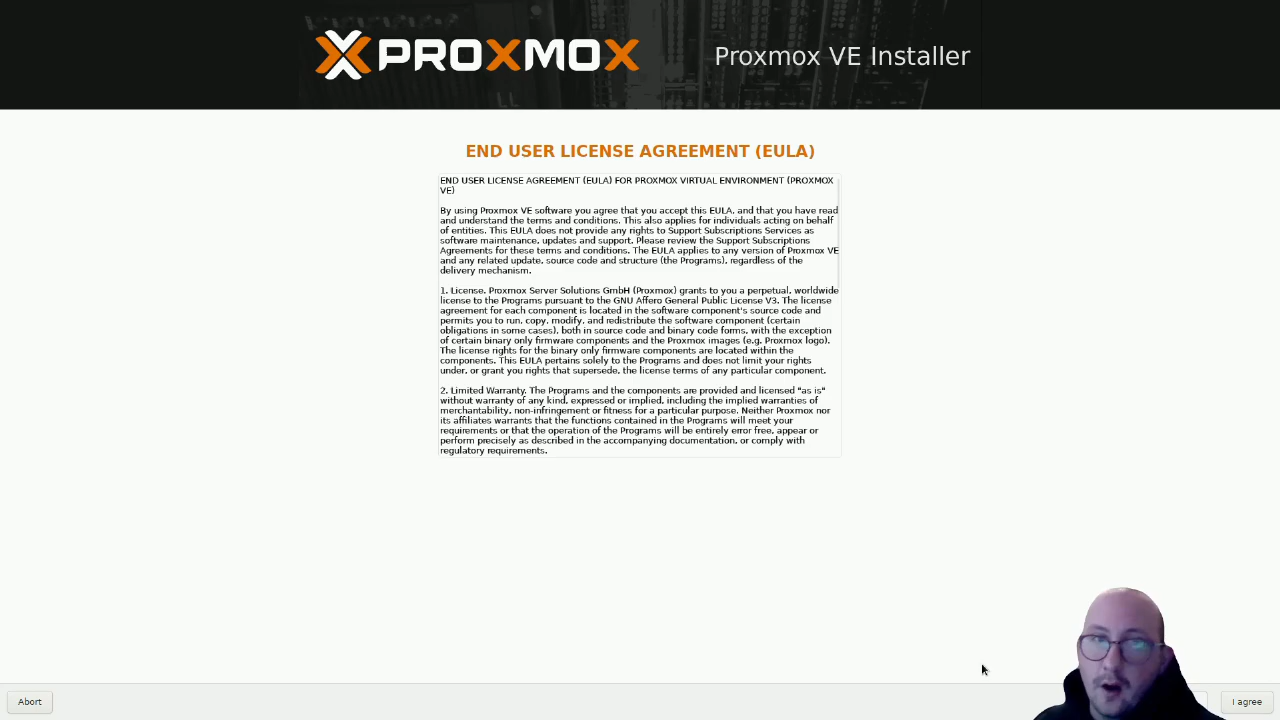 PROXMOX
Proxmox VE Installer
END USER LICENSE AGREEMENT (EULA)
END USER LICENSE AGREEMENT (EULA) FOR PROXMOX VIRTUAL ENVIRONMENT (PROXMOX
VE)
By using Proxmox VE software you agree that you accept this EULA, and that you have read
and understand the terms and conditions. This also applies for individuals acting on behalf
of entities. This EULA does not provide any rights to Support Subscriptions Services as
software maintenance, updates and support. Please review the Support Subscriptions
Agreements for these terms and conditions. The EULA applies to any version of Proxmox VE
and any related update, source code and structure (the Programs), regardless of the
delivery mechanism.
1. License. Proxmox Server Solutions GmbH (Proxmox) grants to you a perpetual, worldwide
license to the Programs pursuant to the GNU Affero General Public License V3. The license
agreement for each component is located in the software component's source code and
permits you to run, copy, modify, and redistribute the software component (certain
obligations in some cases), both in source code and binary code forms, with the exception
of certain binary only firmware components and the Proxmox images (e.g. Proxmox logo).
The license rights for the binary only firmware components are located within the
components. This EULA pertains solely to the Programs and does not limit your rights
under, or grant you rights that supersede, the license terms of any particular component.
2. Limited Warranty. The Programs and the components are provided and licensed "as is"
without warranty of any kind, expressed or implied, including the implied warranties of
merchantability, non-infringement or fitness for a particular purpose. Neither Proxmox nor
its affiliates warrants that the functions contained in the Programs will meet your
requirements or that the operation of the Programs will be entirely error free, appear or
perform precisely as described in the accompanying documentation, or comply with
regulatory requirements.
Abort
I agree